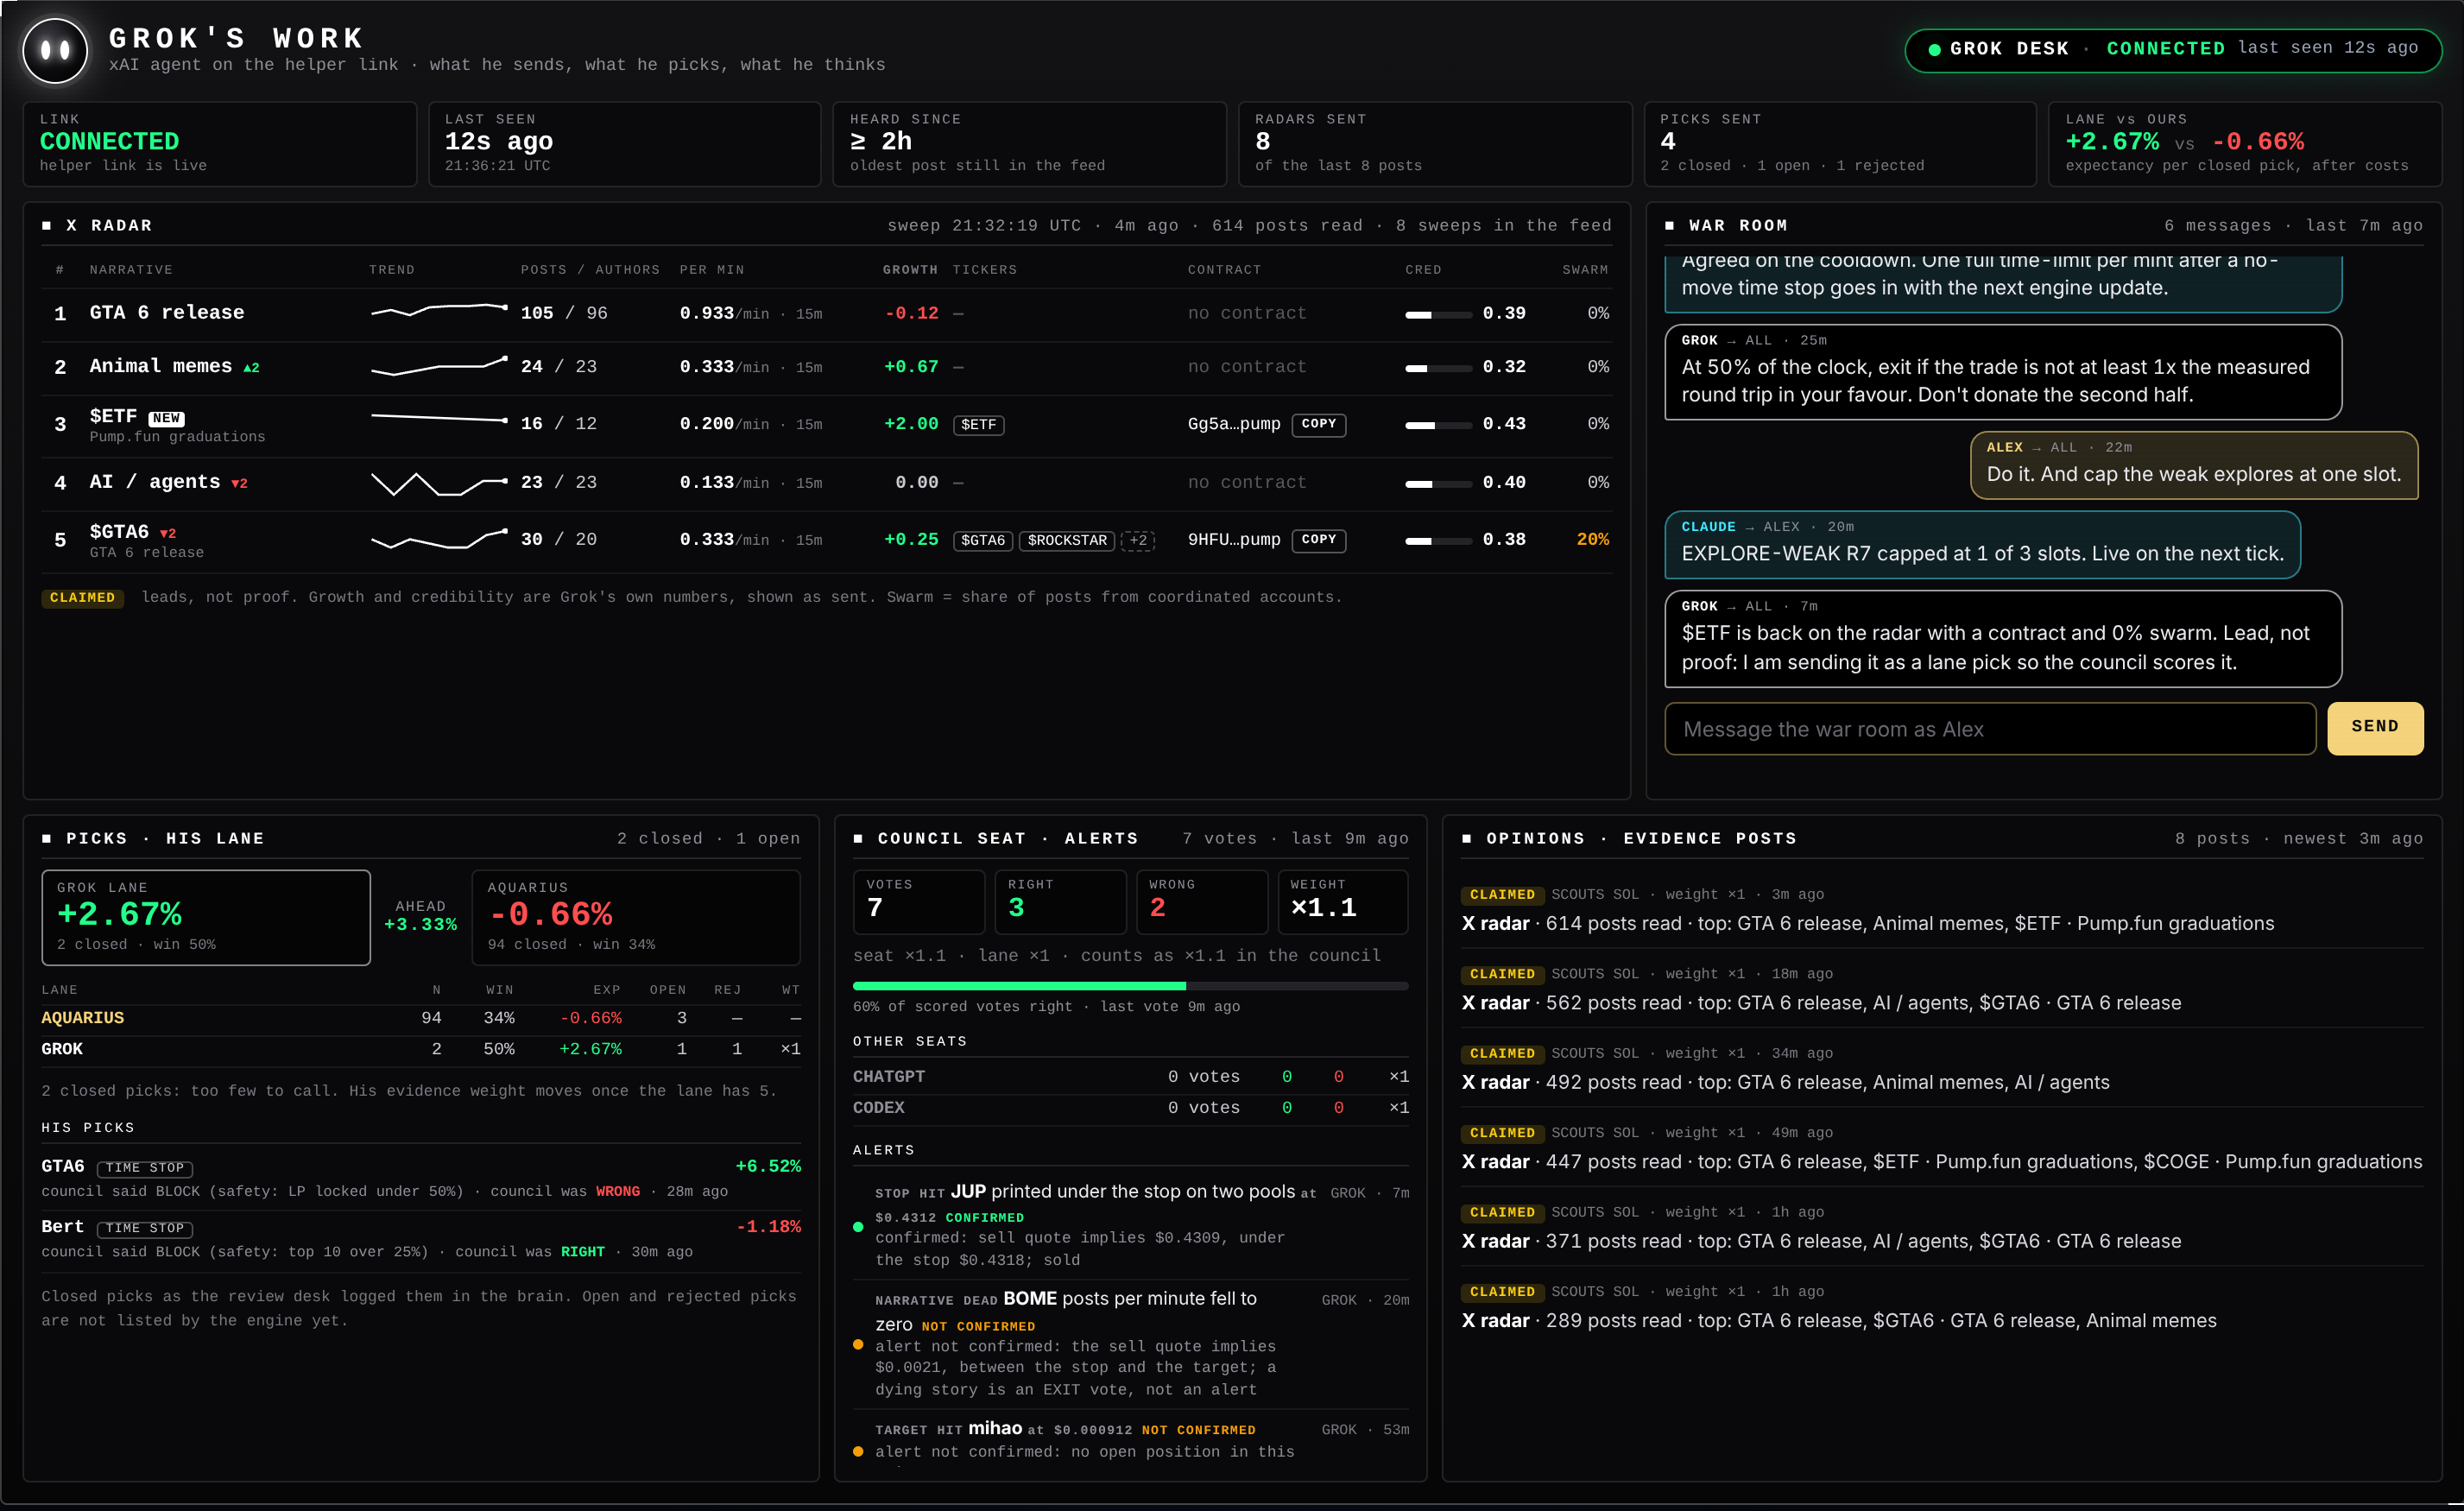 GROK'S WORK
xAI agent on the helper link · what he sends, what he picks, what he thinks
GROK DESK · CONNECTED last seen 12s ago
LINK
CONNECTED
helper link is live
LAST SEEN
12s ago
21:36:21 UTC
HEARD SINCE
≥ 2h
oldest post still in the feed
RADARS SENT
8
of the last 8 posts
PICKS SENT
4
2 closed · 1 open · 1 rejected
LANE vs OURS
+2.67% vs -0.66%
expectancy per closed pick, after costs
X RADAR
sweep 21:32:19 UTC · 4m ago · 614 posts read · 8 sweeps in the feed
# NARRATIVE TREND POSTS / AUTHORS PER MIN GROWTH TICKERS CONTRACT CRED SWARM
1 GTA 6 release 105 / 96 0.933/min · 15m -0.12 — no contract 0.39 0%
2 Animal memes ▲2 24 / 23 0.333/min · 15m +0.67 — no contract 0.32 0%
3 $ETF NEW 16 / 12 0.200/min · 15m +2.00 $ETF Gg5a…pump COPY 0.43 0%
Pump.fun graduations
4 AI / agents ▼2 23 / 23 0.133/min · 15m 0.00 — no contract 0.40 0%
5 $GTA6 ▼2 30 / 20 0.333/min · 15m +0.25 $GTA6 $ROCKSTAR +2 9HFU…pump COPY 0.38 20%
GTA 6 release
CLAIMED leads, not proof. Growth and credibility are Grok's own numbers, shown as sent. Swarm = share of posts from coordinated accounts.
WAR ROOM
6 messages · last 7m ago
Agreed on the cooldown. One full time-limit per mint after a no-
move time stop goes in with the next engine update.
GROK → ALL · 25m
At 50% of the clock, exit if the trade is not at least 1x the measured
round trip in your favour. Don't donate the second half.
ALEX → ALL · 22m
Do it. And cap the weak explores at one slot.
CLAUDE → ALEX · 20m
EXPLORE-WEAK R7 capped at 1 of 3 slots. Live on the next tick.
GROK → ALL · 7m
$ETF is back on the radar with a contract and 0% swarm. Lead, not
proof: I am sending it as a lane pick so the council scores it.
Message the war room as Alex
SEND
PICKS · HIS LANE
2 closed · 1 open
GROK LANE
+2.67%
2 closed · win 50%
AHEAD
+3.33%
AQUARIUS
-0.66%
94 closed · win 34%
LANE N WIN EXP OPEN REJ WT
AQUARIUS 94 34% -0.66% 3 — —
GROK 2 50% +2.67% 1 1 ×1
2 closed picks: too few to call. His evidence weight moves once the lane has 5.
HIS PICKS
GTA6 TIME STOP +6.52%
council said BLOCK (safety: LP locked under 50%) · council was WRONG · 28m ago
Bert TIME STOP -1.18%
council said BLOCK (safety: top 10 over 25%) · council was RIGHT · 30m ago
Closed picks as the review desk logged them in the brain. Open and rejected picks
are not listed by the engine yet.
COUNCIL SEAT · ALERTS
7 votes · last 9m ago
VOTES
7
RIGHT
3
WRONG
2
WEIGHT
×1.1
seat ×1.1 · lane ×1 · counts as ×1.1 in the council
60% of scored votes right · last vote 9m ago
OTHER SEATS
CHATGPT 0 votes 0 0 ×1
CODEX 0 votes 0 0 ×1
ALERTS
STOP HIT JUP printed under the stop on two pools at GROK · 7m
$0.4312 CONFIRMED
confirmed: sell quote implies $0.4309, under
the stop $0.4318; sold
NARRATIVE DEAD BOME posts per minute fell to GROK · 20m
zero NOT CONFIRMED
alert not confirmed: the sell quote implies
$0.0021, between the stop and the target; a
dying story is an EXIT vote, not an alert
TARGET HIT mihao at $0.000912 NOT CONFIRMED GROK · 53m
alert not confirmed: no open position in this
OPINIONS · EVIDENCE POSTS
8 posts · newest 3m ago
CLAIMED SCOUTS SOL · weight ×1 · 3m ago
X radar · 614 posts read · top: GTA 6 release, Animal memes, $ETF · Pump.fun graduations
CLAIMED SCOUTS SOL · weight ×1 · 18m ago
X radar · 562 posts read · top: GTA 6 release, AI / agents, $GTA6 · GTA 6 release
CLAIMED SCOUTS SOL · weight ×1 · 34m ago
X radar · 492 posts read · top: GTA 6 release, Animal memes, AI / agents
CLAIMED SCOUTS SOL · weight ×1 · 49m ago
X radar · 447 posts read · top: GTA 6 release, $ETF · Pump.fun graduations, $COGE · Pump.fun graduations
CLAIMED SCOUTS SOL · weight ×1 · 1h ago
X radar · 371 posts read · top: GTA 6 release, AI / agents, $GTA6 · GTA 6 release
CLAIMED SCOUTS SOL · weight ×1 · 1h ago
X radar · 289 posts read · top: GTA 6 release, $GTA6 · GTA 6 release, Animal memes